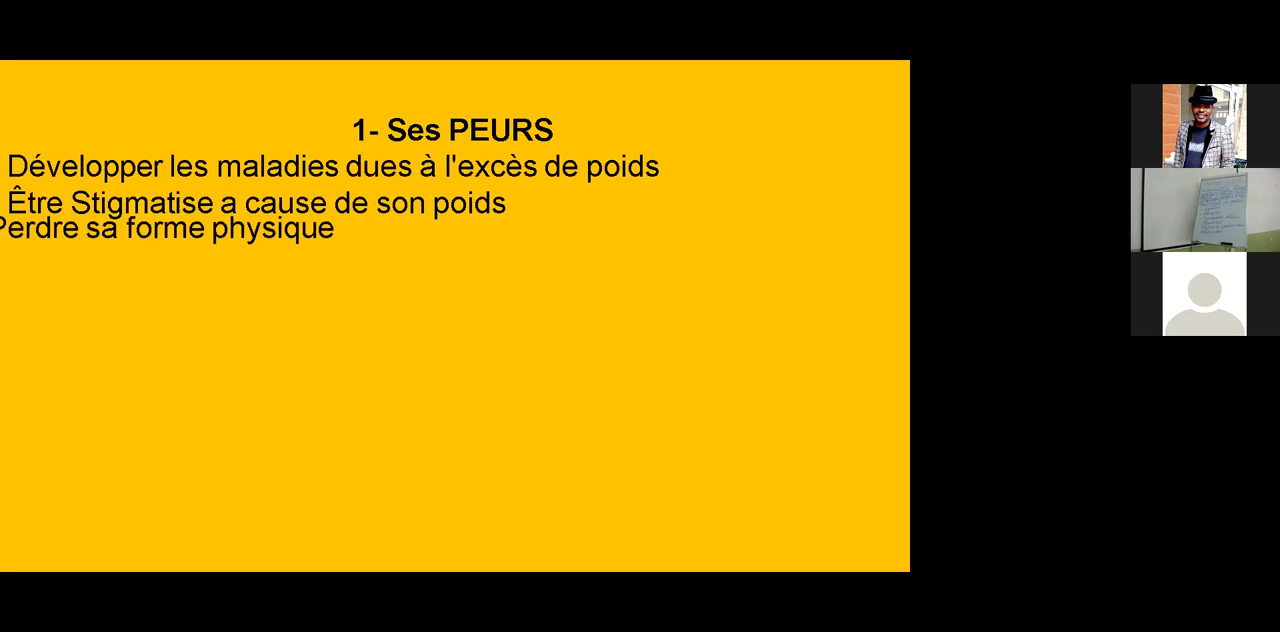 1- Ses PEURS
Développer les maladies dues à l'excès de poids
Être Stigmatise a cause de son poids
Perdre sa forme physique